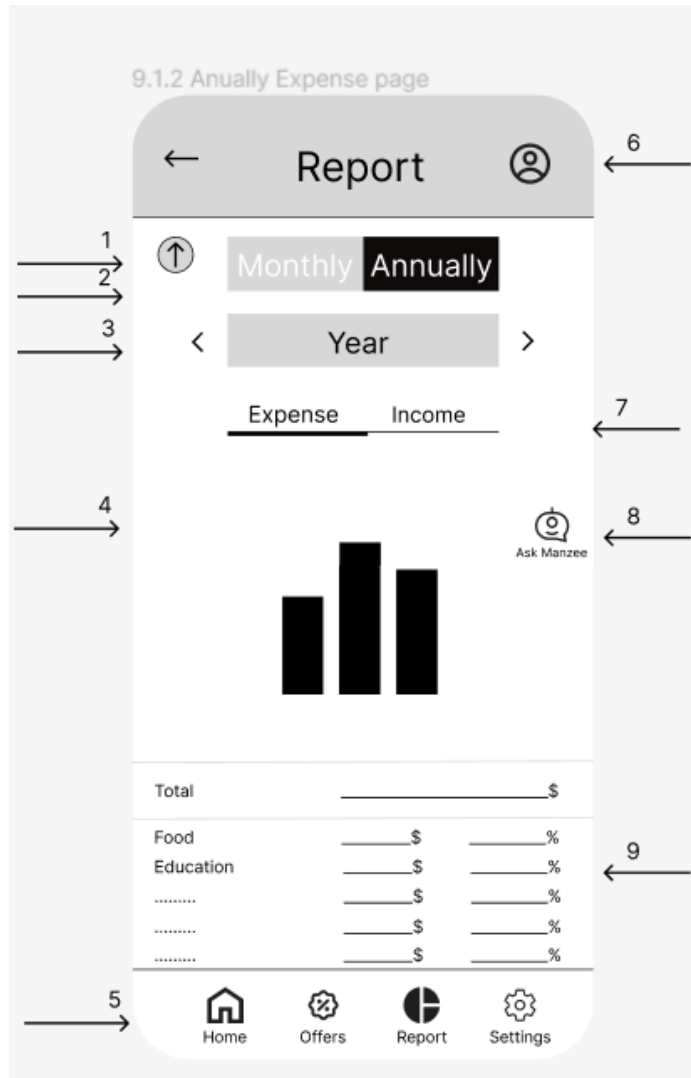 9.1.2 Anually Expense page
Report
6
1
Monthly Annually
2
3
Year
Expense Income
7
4
8
Ask Manzee
Total $
Food $ %
Education $ %
9
......... $ %
......... $ %
......... $ %
5
Home Offers Report Settings